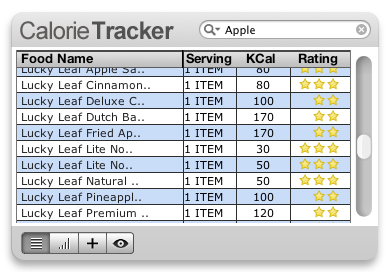 CalorieTracker
Apple
Food Name Serving KCal Rating
Lucky Leaf Apple Sa.. 1 ITEM 80
Lucky Leaf Cinnamon.. 1 ITEM 80
Lucky Leaf Deluxe C.. 1 ITEM 100
Lucky Leaf Dutch Ba.. 1 ITEM 170
Lucky Leaf Fried Ap.. 1 ITEM 170
Lucky Leaf Lite No.. 1 ITEM 30
Lucky Leaf Lite No.. 1 ITEM 50
Lucky Leaf Natural .. 1 ITEM 50
Lucky Leaf Pineappl.. 1 ITEM 100
Lucky Leaf Premium .. 1 ITEM 120